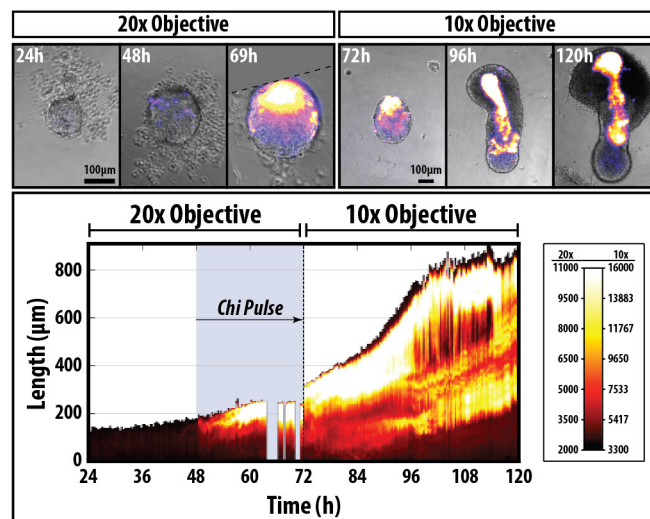 20x Objective
10x Objective
24h
48h
69h
72h
96h
120h
100µm
100µm
20x Objective
10x Objective
Chi Pulse
Length (µm)
800
600
400
200
0
24 36 48 60 72 84 96 108 120
Time (h)
20x 10x
11000 16000
9500 13883
8000 11767
6500 9650
5000 7533
3500 5417
2000 3300